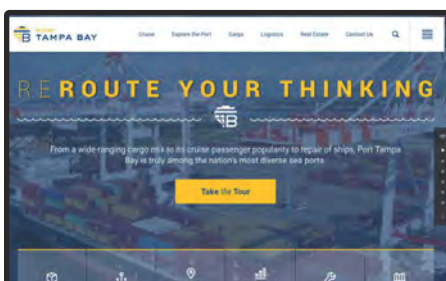 PORT
TAMPA BAY
Cruise Explore the Port Cargo Logistics Real Estate Contact Us
REROUTE YOUR THINKING
TB
From a wide-ranging cargo mix to its cruise passenger popularity to repair of ships, Port Tampa
Bay is truly among the nation's most diverse sea ports.
Take the Tour